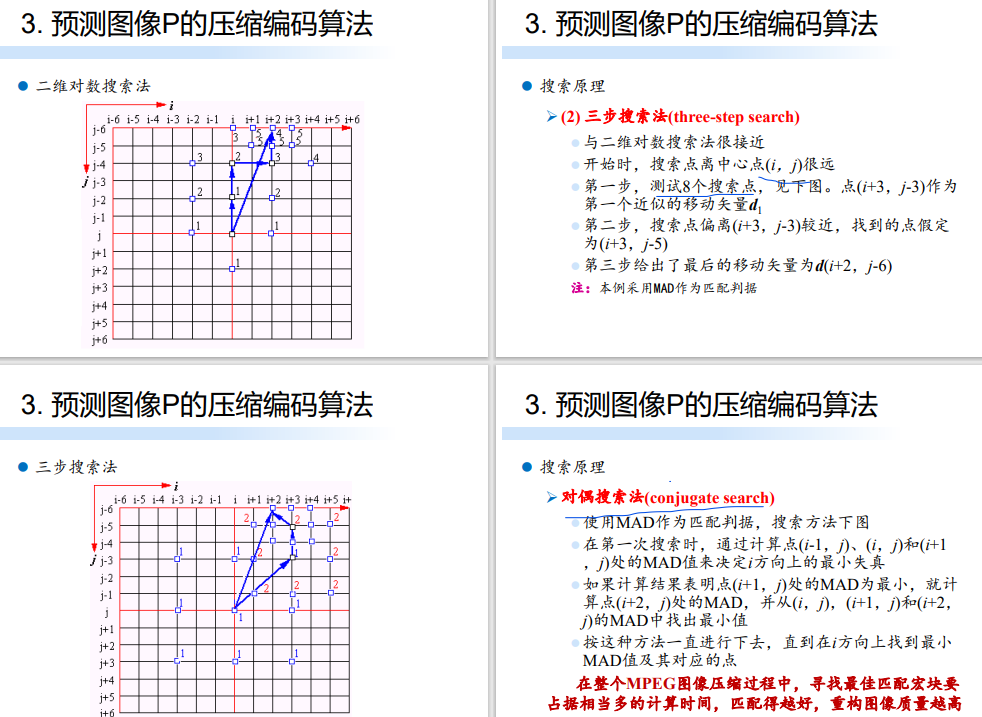 3. 预测图像P的压缩编码算法
二维对数搜索法
i
i-6 i-5 i-4 i-3 i-2 i-1 i i+1 i+2 i+3 i+4 i+5 i+6
j
j-6
3 5 4 5
j-5
5 5 5
j-4
3 2 3 4
j-3
j-2
2 1 2
j-1
j
1 1
j+1
j+2
1
j+3
j+4
j+5
j+6
3. 预测图像P的压缩编码算法
搜索原理
(2) 三步搜索法(three-step search)
与二维对数搜索法很接近
开始时，搜索点离中心点(i，j)很远
第一步，测试8个搜索点，见下图。点(i+3，j-3)作为
第一个近似的移动矢量d1
第二步，搜索点偏离(i+3，j-3)较近，找到的点假定
为(i+3，j-5)
第三步给出了最后的移动矢量为d(i+2，j-6)
注：本例采用MAD作为匹配判据
3. 预测图像P的压缩编码算法
三步搜索法
i
i-6 i-5 i-4 i-3 i-2 i-1 i i+1 i+2 i+3 i+4 i+5 i+
j
j-6
j-5
2 2 2
j-4
j-3
1 1 2 1 2
j-2
j-1
2 2 2
j
1 1 1
j+1
j+2
j+3
1 1 1
j+4
j+5
j+6
3. 预测图像P的压缩编码算法
搜索原理
对偶搜索法(conjugate search)
使用MAD作为匹配判据，搜索方法下图
在第一次搜索时，通过计算点(i-1，j)、(i，j)和(i+1
，j)处的MAD值来决定i方向上的最小失真
如果计算结果表明点(i+1，j)处的MAD为最小，就计
算点(i+2，j)处的MAD，并从(i，j)，(i+1，j)和(i+2，
j)的MAD中找出最小值
按这种方法一直进行下去，直到在i方向上找到最小
MAD值及其对应的点
在整个MPEG图像压缩过程中，寻找最佳匹配宏块要
占据相当多的计算时间，匹配得越好，重构图像质量越高